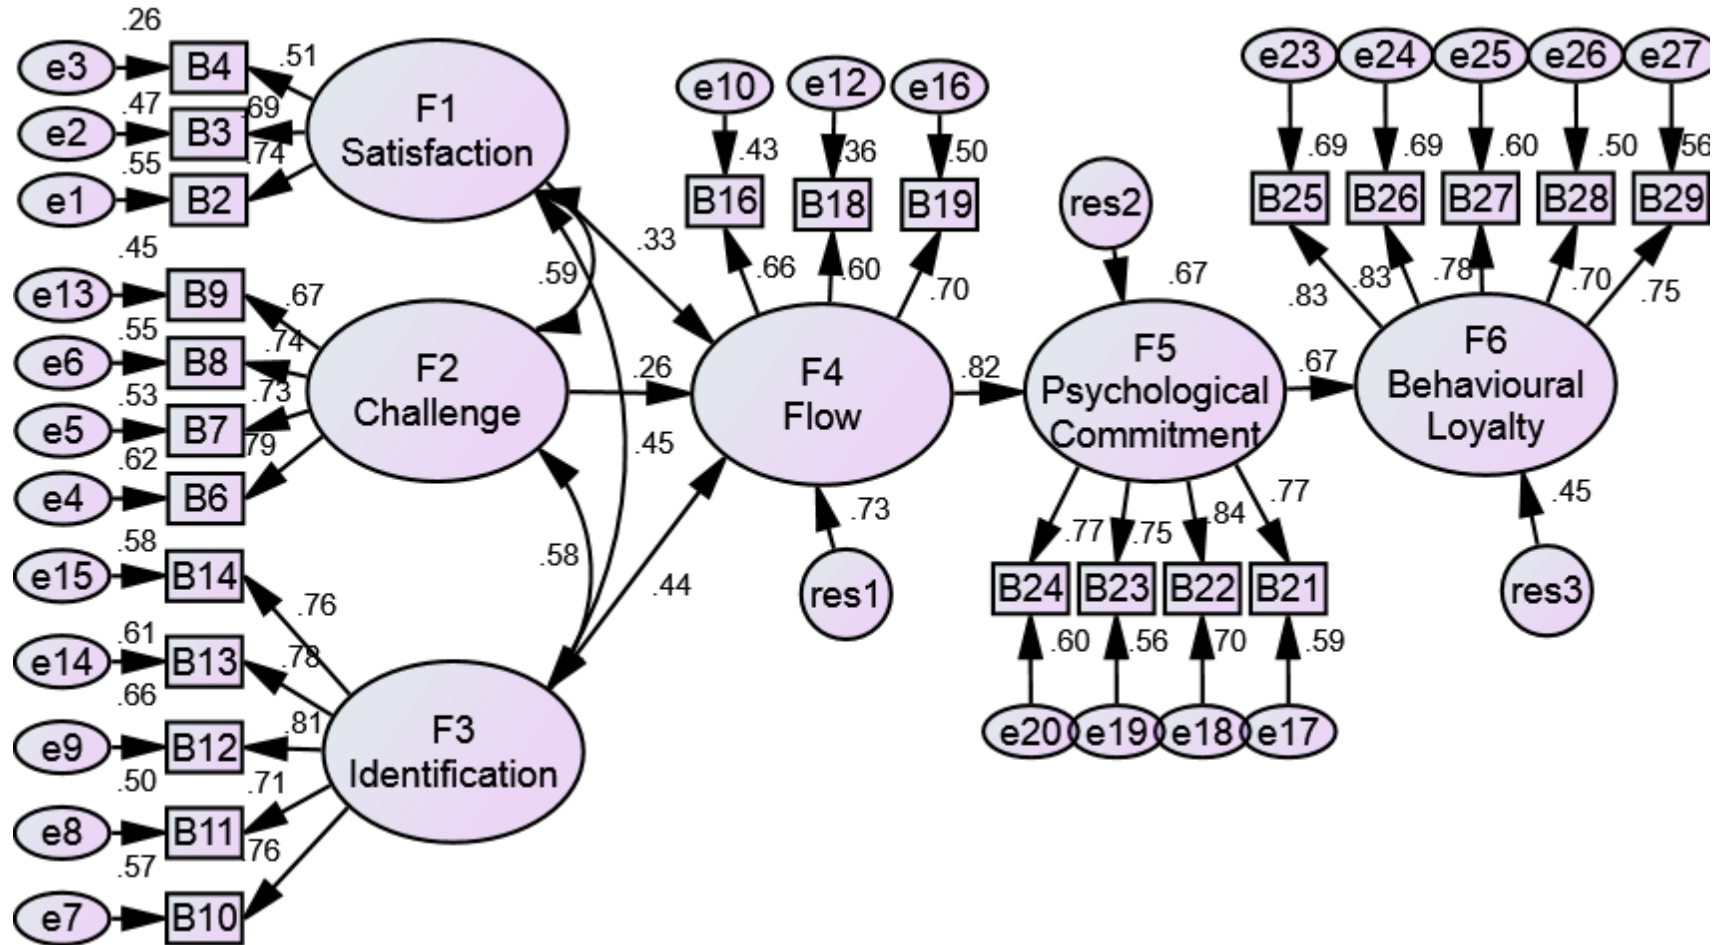 .26
e3
B4
.51
.47
e2
B3
.69
.55
e1
B2
.74
F1
Satisfaction
.45
e13
B9
.67
.55
e6
B8
.74
.53
e5
B7
.73
.62
e4
B6
.79
F2
Challenge
.58
e15
B14
.76
.61
e14
B13
.78
.66
e9
B12
.81
.50
e8
B11
.71
.57
e7
B10
.76
F3
Identification
.59
.45
.58
.33
.26
.44
e10
e12
e16
.43
.36
.50
B16
B18
B19
.66
.60
.70
F4
Flow
.73
res1
.82
res2
.67
F5
Psychological
Commitment
.77
.75
.84
.77
B24
B23
B22
B21
.60
.56
.70
.59
e20
e19
e18
e17
.67
e23
e24
e25
e26
e27
.69
.69
.60
.50
.56
B25
B26
B27
B28
B29
.83
.83
.78
.70
.75
F6
Behavioural
Loyalty
.45
res3